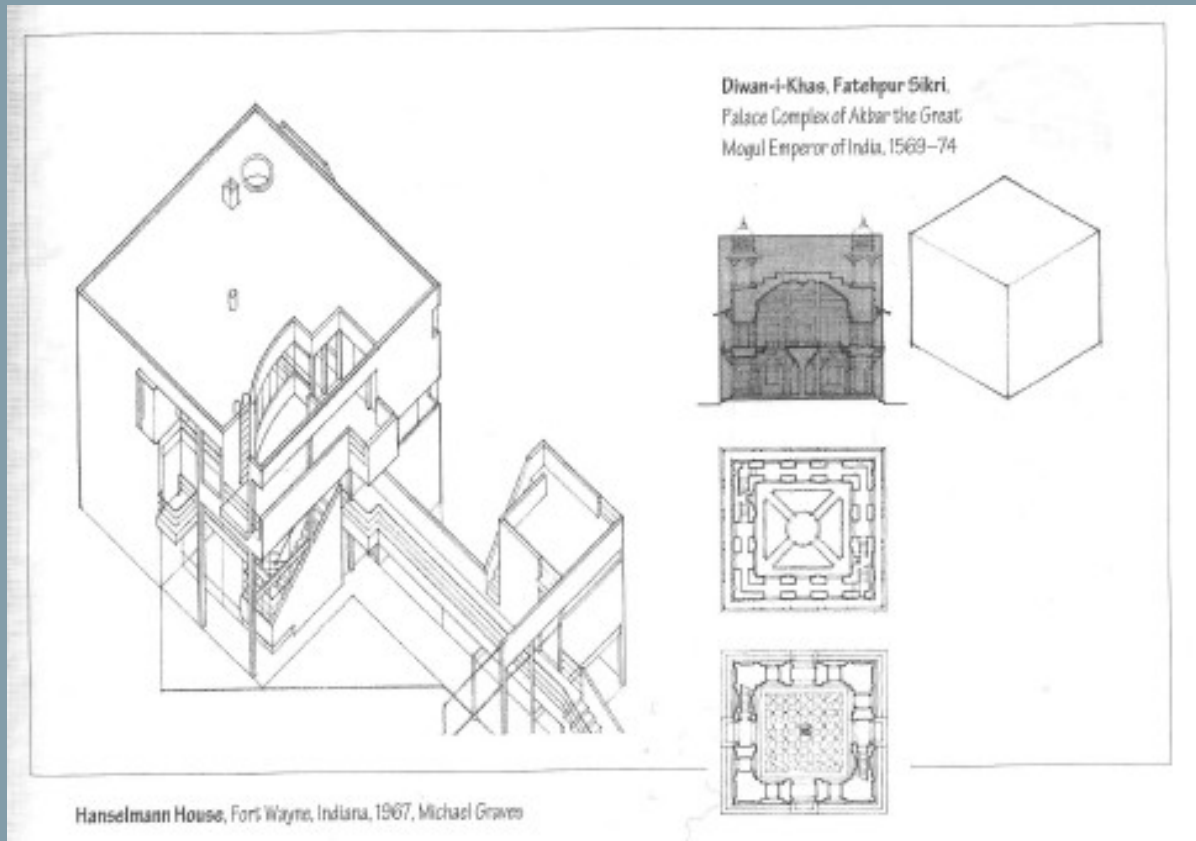 Diwan-i-Khas, Fatehpur Sikri,
Palace Complex of Akbar the Great
Mogul Emperor of India, 1569–74
Hanselmann House, Fort Wayne, Indiana, 1967, Michael Graves